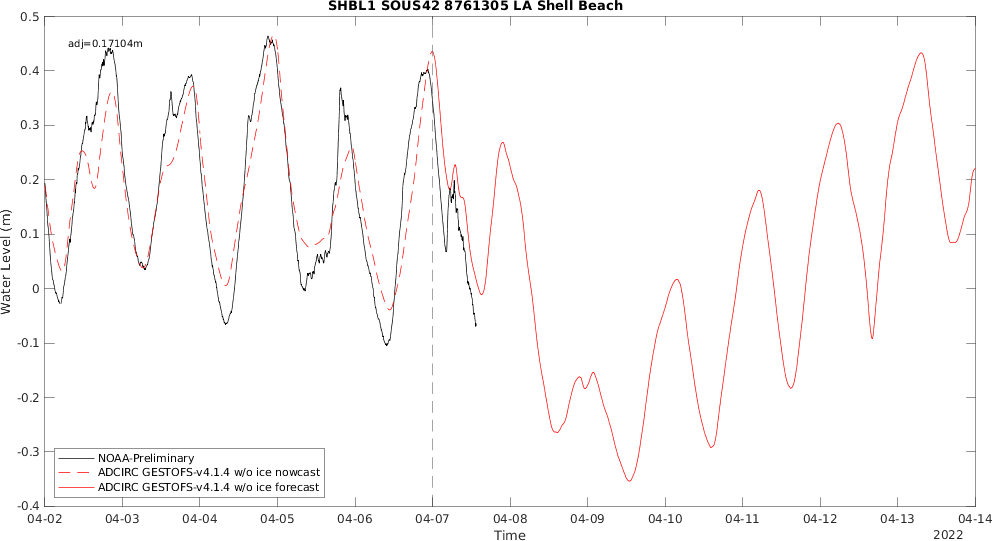 SHBL1 SOUS42 8761305 LA Shell Beach
adj=0.17104m
0.5
0.4
0.3
0.2
0.1
0
-0.1
-0.2
-0.3
-0.4
Water Level (m)
NOAA-Preliminary
ADCIRC GESTOFS-v4.1.4 w/o ice nowcast
ADCIRC GESTOFS-v4.1.4 w/o ice forecast
04-02 04-03 04-04 04-05 04-06 04-07 04-08 04-09 04-10 04-11 04-12 04-13 04-14
Time
2022